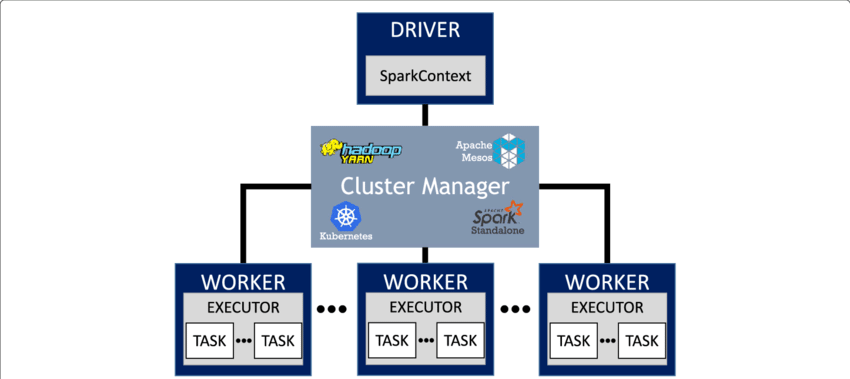 DRIVER
SparkContext
hadoop
YARN
Apache
Mesos
Cluster Manager
Kubernetes
APACHE
Spark
Standalone
WORKER
EXECUTOR
TASK ••• TASK
•••
WORKER
EXECUTOR
TASK ••• TASK
•••
WORKER
EXECUTOR
TASK ••• TASK